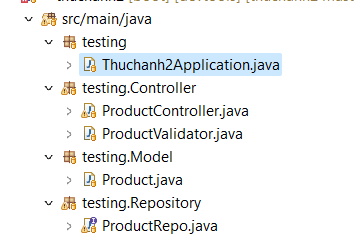 src/main/java
testing
Thuchanh2Application.java
testing.Controller
ProductController.java
ProductValidator.java
testing.Model
Product.java
testing.Repository
ProductRepo.java